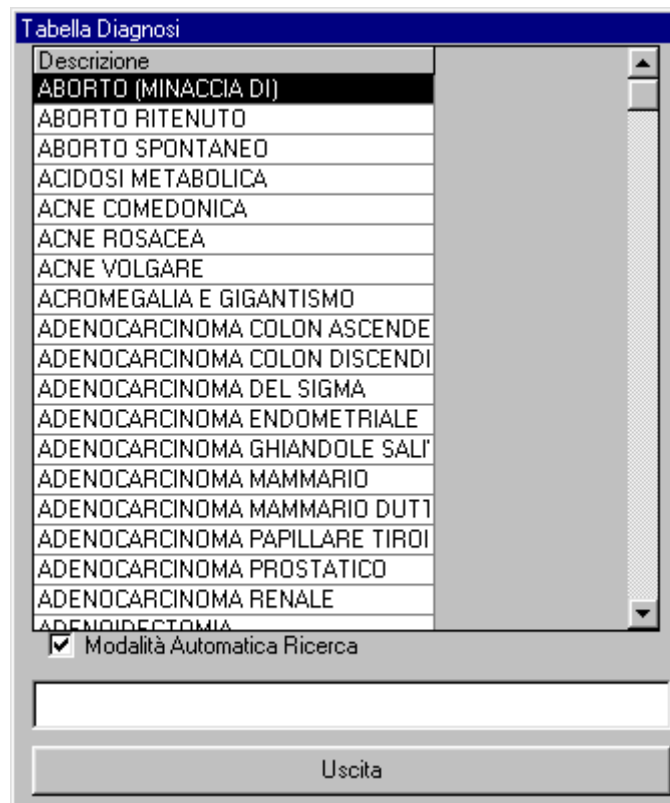 Tabella Diagnosi
Descrizione
ABORTO (MINACCIA DI)
ABORTO RITENUTO
ABORTO SPONTANEO
ACIDOSI METABOLICA
ACNE COMEDONICA
ACNE ROSACEA
ACNE VOLGARE
ACROMEGALIA E GIGANTISMO
ADENOCARCINOMA COLON ASCENDE
ADENOCARCINOMA COLON DISCENDI
ADENOCARCINOMA DEL SIGMA
ADENOCARCINOMA ENDOMETRIALE
ADENOCARCINOMA GHIANDOLE SALI
ADENOCARCINOMA MAMMARIO
ADENOCARCINOMA MAMMARIO DUTT
ADENOCARCINOMA PAPILLARE TIROI
ADENOCARCINOMA PROSTATICO
ADENOCARCINOMA RENALE
ADENOIDECTOMIA
Modalità Automatica Ricerca
Uscita